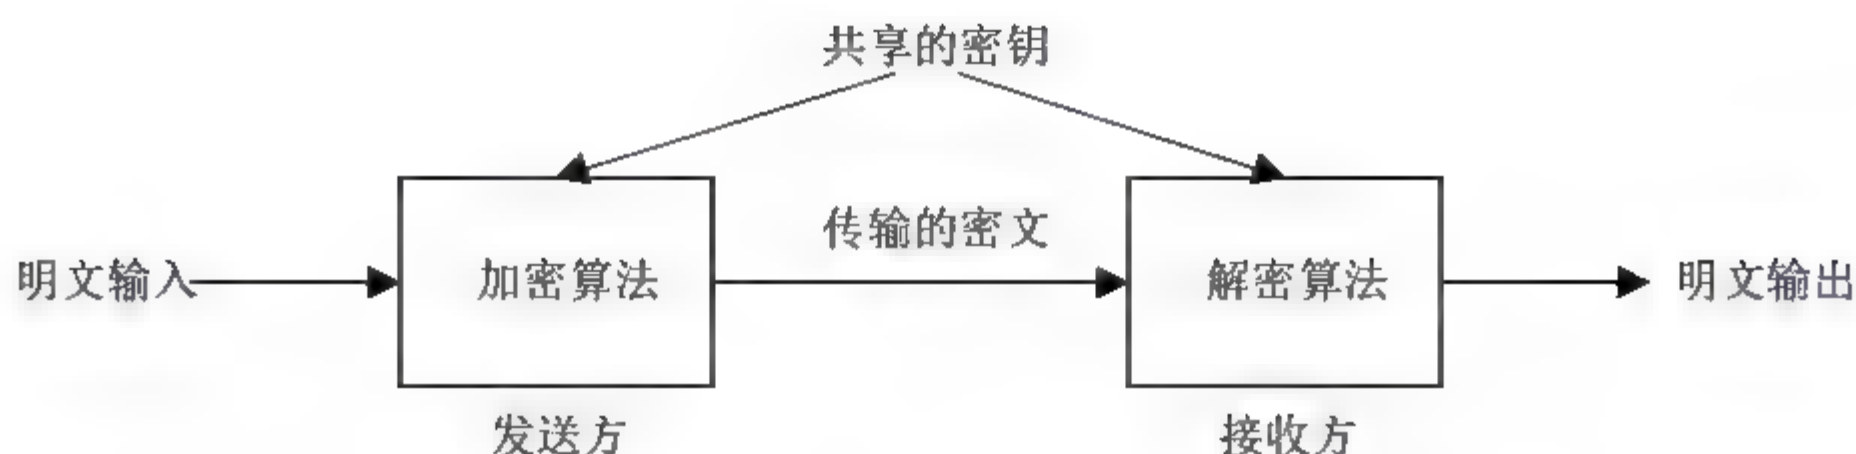 共享的密钥
传输的密文
明文输入
加密算法
解密算法
明文输出
发送方
接收方